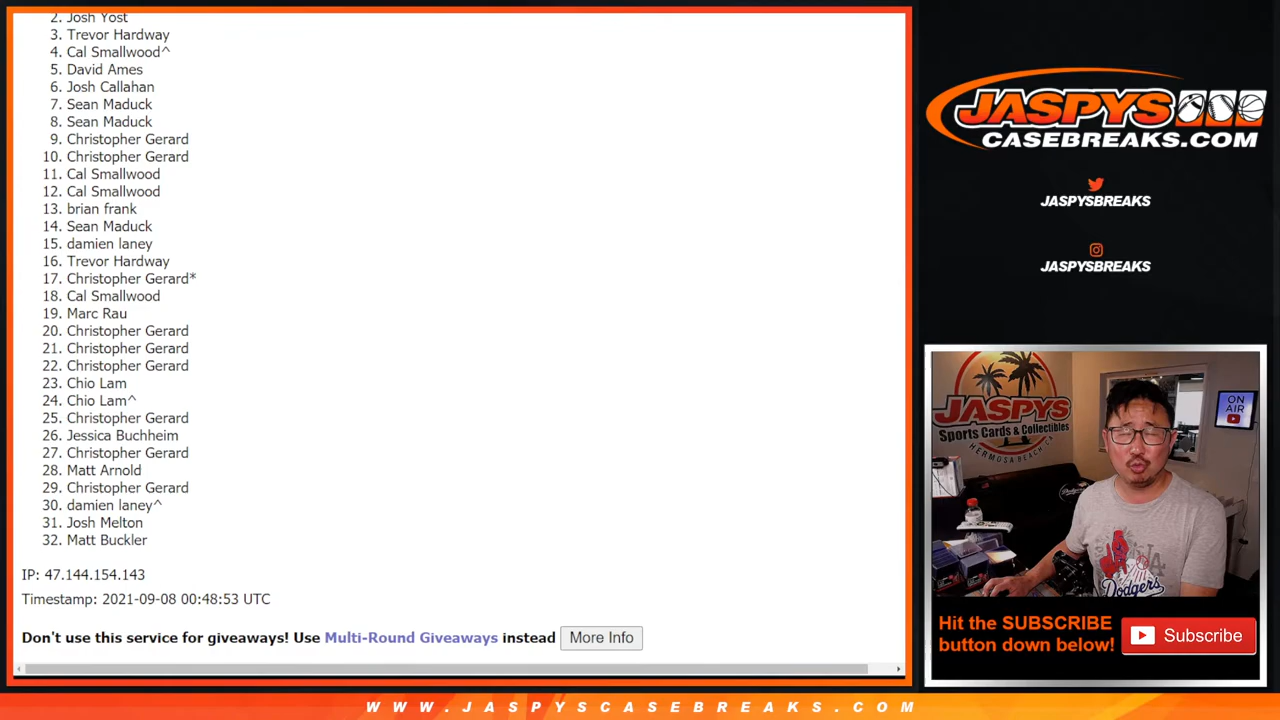 2. Josh Yost
3. Trevor Hardway
4. Cal Smallwood^
5. David Ames
6. Josh Callahan
7. Sean Maduck
8. Sean Maduck
9. Christopher Gerard
10. Christopher Gerard
11. Cal Smallwood
12. Cal Smallwood
13. brian frank
14. Sean Maduck
15. damien laney
16. Trevor Hardway
17. Christopher Gerard*
18. Cal Smallwood
19. Marc Rau
20. Christopher Gerard
21. Christopher Gerard
22. Christopher Gerard
23. Chio Lam
24. Chio Lam^
25. Christopher Gerard
26. Jessica Buchheim
27. Christopher Gerard
28. Matt Arnold
29. Christopher Gerard
30. damien laney^
31. Josh Melton
32. Matt Buckler
IP: 47.144.154.143
Timestamp: 2021-09-08 00:48:53 UTC
Don't use this service for giveaways! Use Multi-Round Giveaways instead More Info
JASPYS
CASEBREAKS.COM
JASPYSBREAKS
JASPYSBREAKS
JASPYS
Sports Cards & Collectibles
HERMOSA BEACH, CA
ON
AIR
Dodgers
Dodgers
Hit the SUBSCRIBE
button down below!
Subscribe
WWW.JASPYSCASEBREAKS.COM